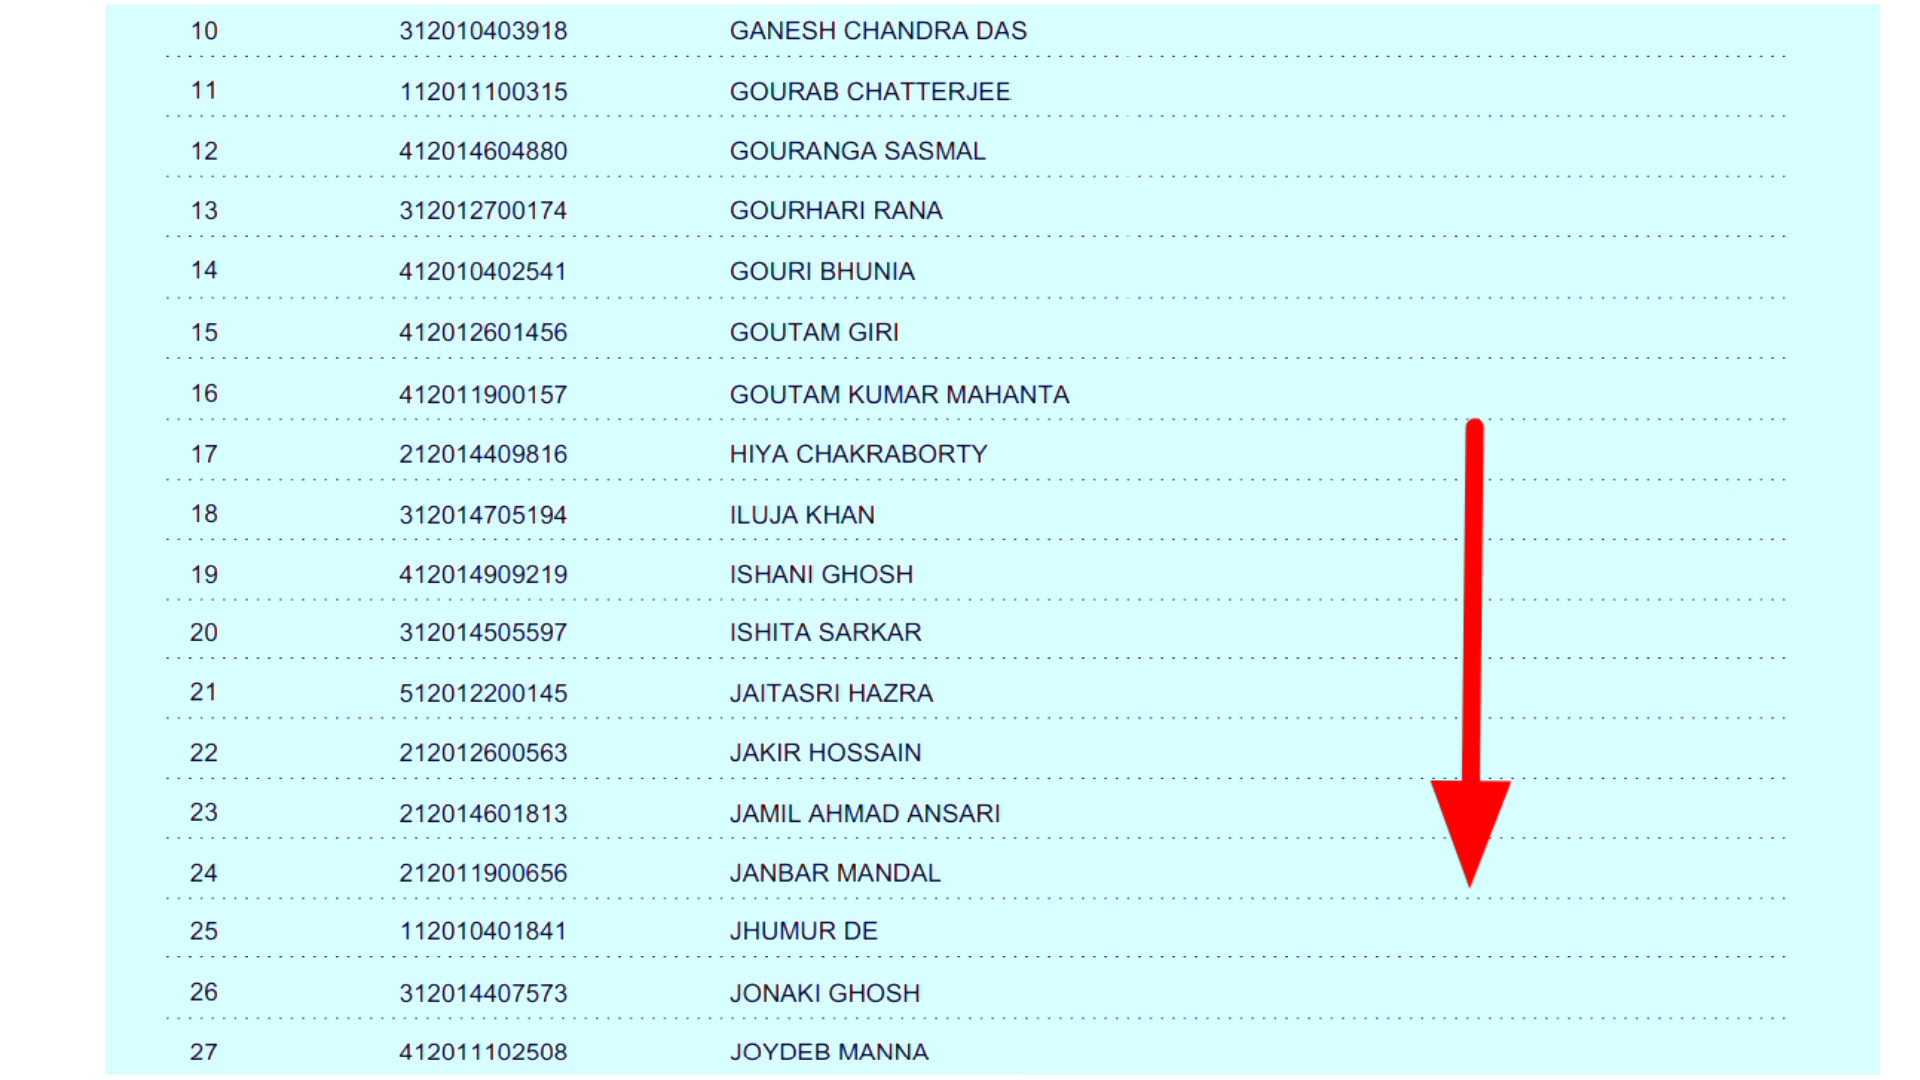 10 312010403918 GANESH CHANDRA DAS
11 112011100315 GOURAB CHATTERJEE
12 412014604880 GOURANGA SASMAL
13 312012700174 GOURHARI RANA
14 412010402541 GOURI BHUNIA
15 412012601456 GOUTAM GIRI
16 412011900157 GOUTAM KUMAR MAHANTA
17 212014409816 HIYA CHAKRABORTY
18 312014705194 ILUJA KHAN
19 412014909219 ISHANI GHOSH
20 312014505597 ISHITA SARKAR
21 512012200145 JAITASRI HAZRA
22 212012600563 JAKIR HOSSAIN
23 212014601813 JAMIL AHMAD ANSARI
24 212011900656 JANBAR MANDAL
25 112010401841 JHUMUR DE
26 312014407573 JONAKI GHOSH
27 412011102508 JOYDEB MANNA